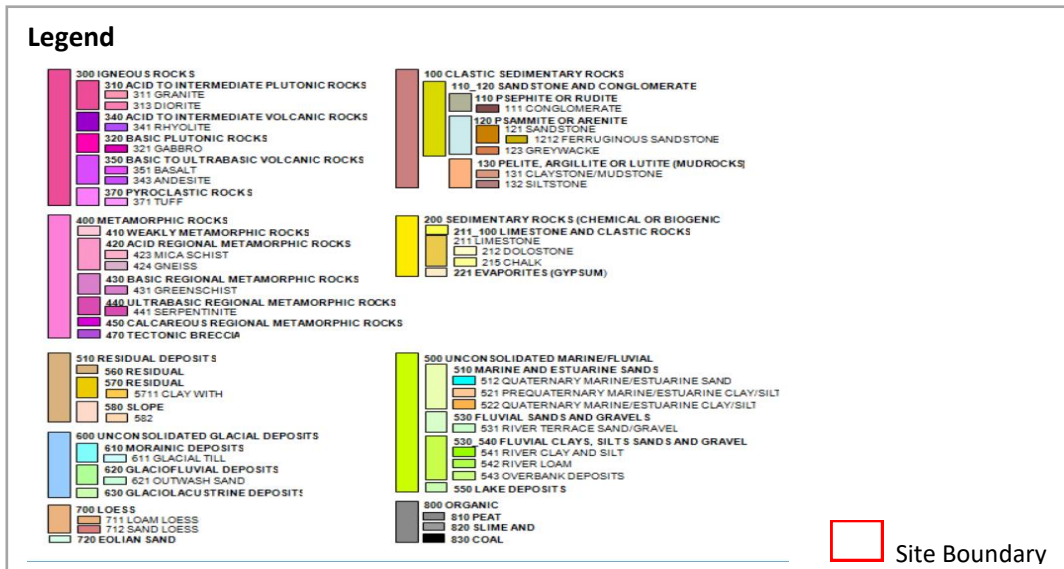 Legend
300 IGNEOUS ROCKS
310 ACID TO INTERMEDIATE PLUTONIC ROCKS
311 GRANITE
313 DIORITE
340 ACID TO INTERMEDIATE VOLCANIC ROCKS
341 RHYOLITE
320 BASIC PLUTONIC ROCKS
321 GABBRO
350 BASIC TO ULTRABASIC VOLCANIC ROCKS
351 BASALT
343 ANDESITE
370 PYROCLASTIC ROCKS
371 TUFF
400 METAMORPHIC ROCKS
410 WEAKLY METAMORPHIC ROCKS
420 ACID REGIONAL METAMORPHIC ROCKS
423 MICA SCHIST
424 GNEISS
430 BASIC REGIONAL METAMORPHIC ROCKS
431 GREENSCHIST
440 ULTRABASIC REGIONAL METAMORPHIC ROCKS
441 SERPENTINITE
450 CALCAREOUS REGIONAL METAMORPHIC ROCKS
470 TECTONIC BRECCIA
510 RESIDUAL DEPOSITS
560 RESIDUAL
570 RESIDUAL
5711 CLAY WITH
580 SLOPE
582
600 UNCONSOLIDATED GLACIAL DEPOSITS
610 MORAINIC DEPOSITS
611 GLACIAL TILL
620 GLACIOFLUVIAL DEPOSITS
621 OUTWASH SAND
630 GLACIOLACUSTRINE DEPOSITS
700 LOESS
711 LOAM LOESS
712 SAND LOESS
720 EOLIAN SAND
100 CLASTIC SEDIMENTARY ROCKS
110_120 SANDSTONE AND CONGLOMERATE
110 PSEPHITE OR RUDITE
111 CONGLOMERATE
120 PSAMMITE OR ARENITE
121 SANDSTONE
1212 FERRUGINOUS SANDSTONE
123 GREYWACKE
130 PELITE, ARGILLITE OR LUTITE (MUDROCKS)
131 CLAYSTONE/MUDSTONE
132 SILTSTONE
200 SEDIMENTARY ROCKS (CHEMICAL OR BIOGENIC
211_100 LIMESTONE AND CLASTIC ROCKS
211 LIMESTONE
212 DOLOSTONE
215 CHALK
221 EVAPORITES (GYPSUM)
500 UNCONSOLIDATED MARINE/FLUVIAL
510 MARINE AND ESTUARINE SANDS
512 QUATERNARY MARINE/ESTUARINE SAND
521 PREQUATERNARY MARINE/ESTUARINE CLAY/SILT
522 QUATERNARY MARINE/ESTUARINE CLAY/SILT
530 FLUVIAL SANDS AND GRAVELS
531 RIVER TERRACE SAND/GRAVEL
530_540 FLUVIAL CLAYS, SILTS SANDS AND GRAVEL
541 RIVER CLAY AND SILT
542 RIVER LOAM
543 OVERBANK DEPOSITS
550 LAKE DEPOSITS
800 ORGANIC
810 PEAT
820 SLIME AND
830 COAL
Site Boundary